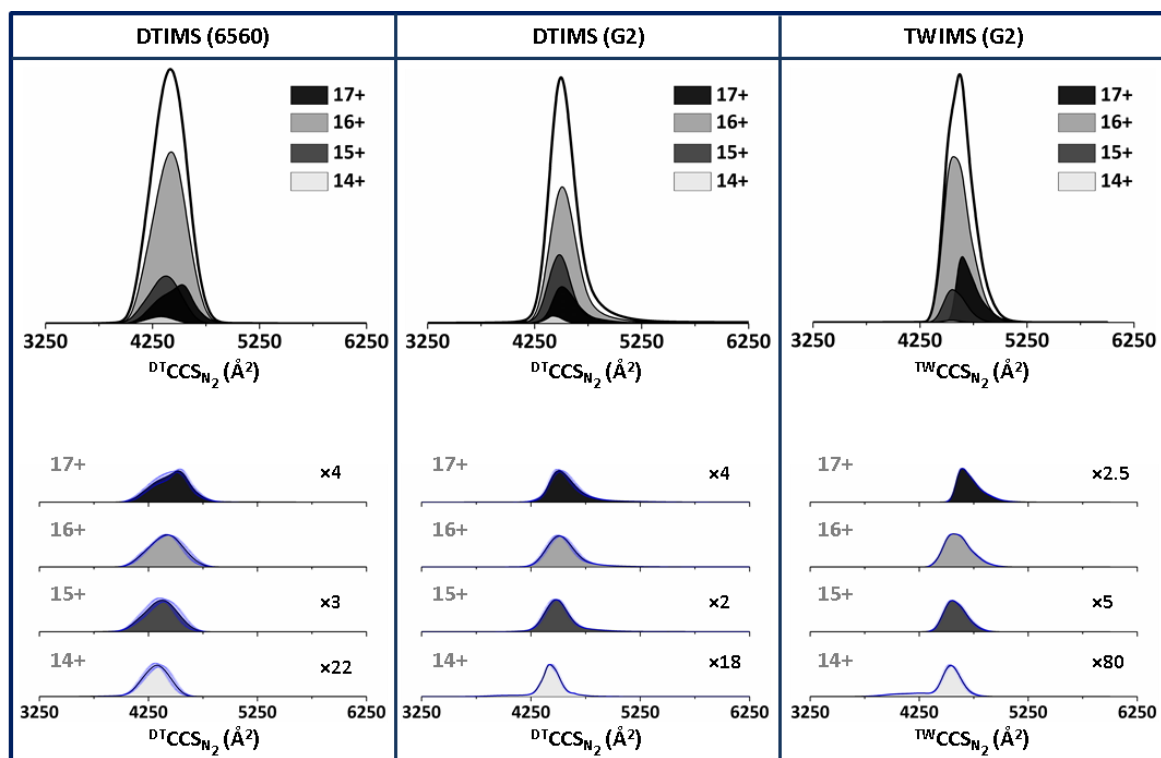 DTIMS (6560)
17+
16+
15+
14+
3250 4250 5250 6250
DTCCSN2 (Å2)
17+ ×4
16+
15+ ×3
14+ ×22
3250 4250 5250 6250
DTCCSN2 (Å2)
DTIMS (G2)
17+
16+
15+
14+
3250 4250 5250 6250
DTCCSN2 (Å2)
17+ ×4
16+
15+ ×2
14+ ×18
3250 4250 5250 6250
DTCCSN2 (Å2)
TWIMS (G2)
17+
16+
15+
14+
3250 4250 5250 6250
TWCCSN2 (Å2)
17+ ×2.5
16+
15+ ×5
14+ ×80
3250 4250 5250 6250
TWCCSN2 (Å2)